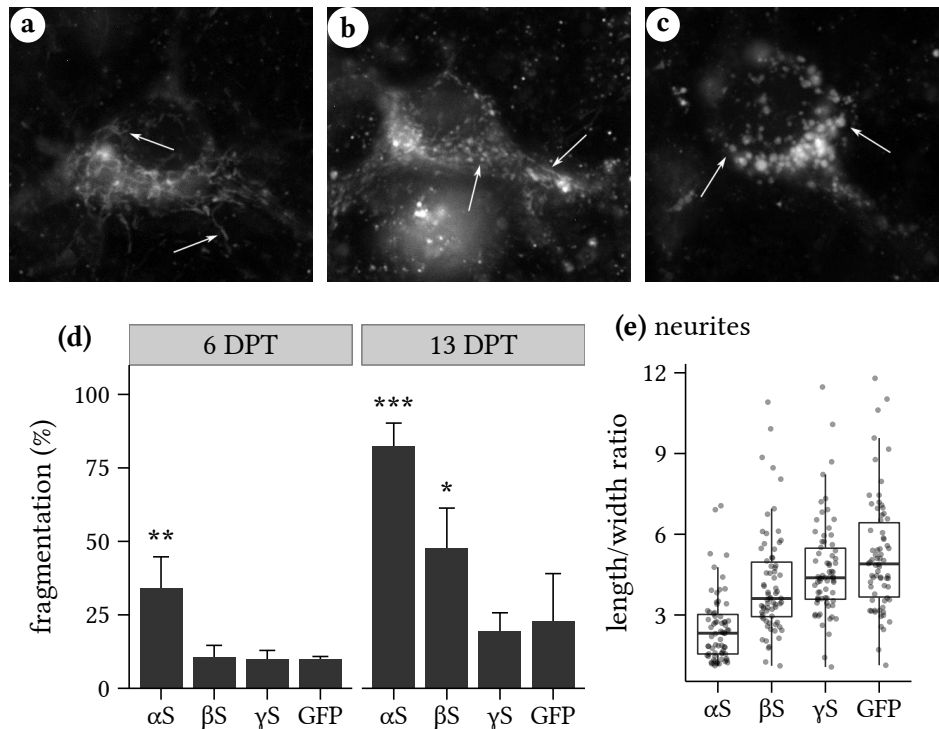 a
b
c
(d)
6 DPT
13 DPT
fragmentation (%)
100
75
50
25
0
**
***
*
αS
βS
γS
GFP
αS
βS
γS
GFP
(e) neurites
length/width ratio
12
9
6
3
αS
βS
γS
GFP